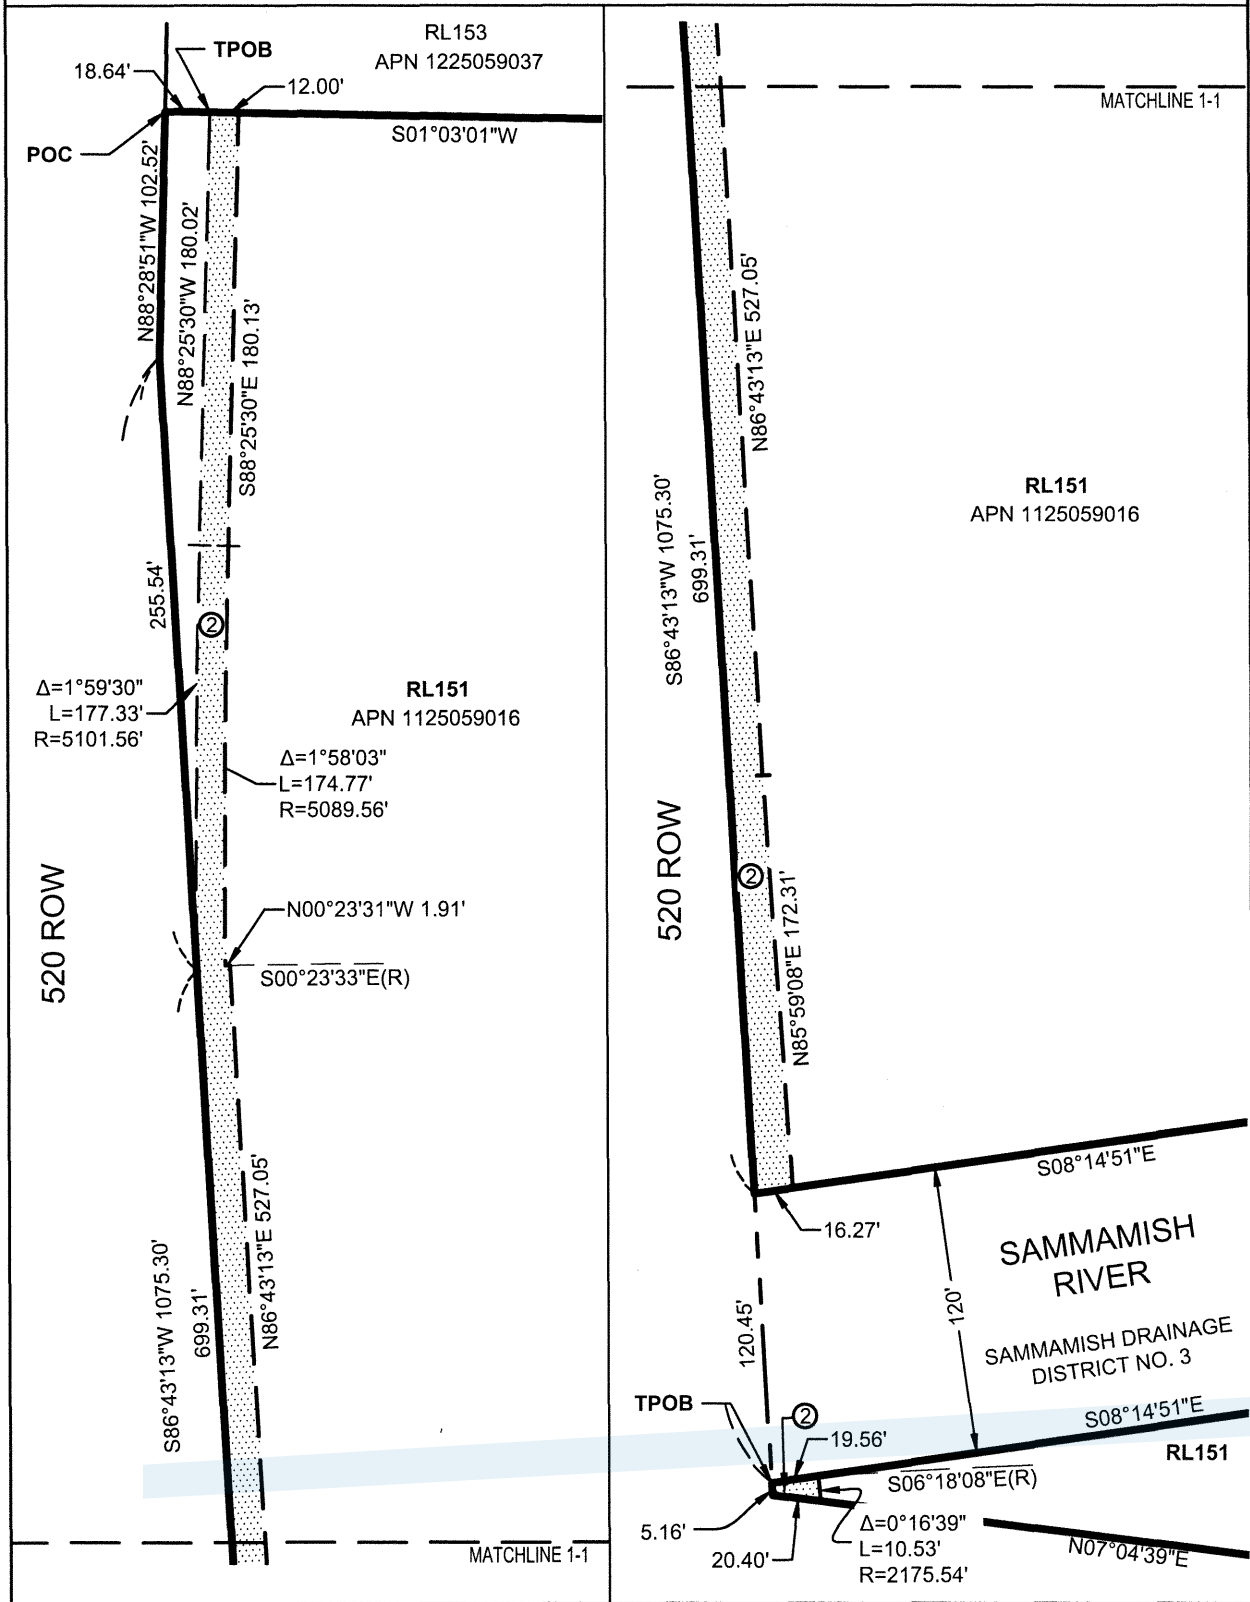 RL153
APN 1225059037
TPOB
18.64'
12.00'
S01°03'01"W
POC
N88°28'51"W 102.52'
N88°25'30"W 180.02'
S88°25'30"E 180.13'
255.54'
2
Δ=1°59'30"
L=177.33'
R=5101.56'
RL151
APN 1125059016
Δ=1°58'03"
L=174.77'
R=5089.56'
520 ROW
N00°23'31"W 1.91'
S00°23'33"E(R)
S86°43'13"W 1075.30'
699.31'
N86°43'13"E 527.05'
MATCHLINE 1-1
MATCHLINE 1-1
N86°43'13"E 527.05'
RL151
APN 1125059016
S86°43'13"W 1075.30'
699.31'
520 ROW
2
N85°59'08"E 172.31'
S08°14'51"E
16.27'
SAMMAMISH
RIVER
120'
120.45'
SAMMAMISH DRAINAGE
DISTRICT NO. 3
TPOB
2
S08°14'51"E
19.56'
RL151
S06°18'08"E(R)
5.16'
20.40'
Δ=0°16'39"
L=10.53'
R=2175.54'
N07°04'39"E